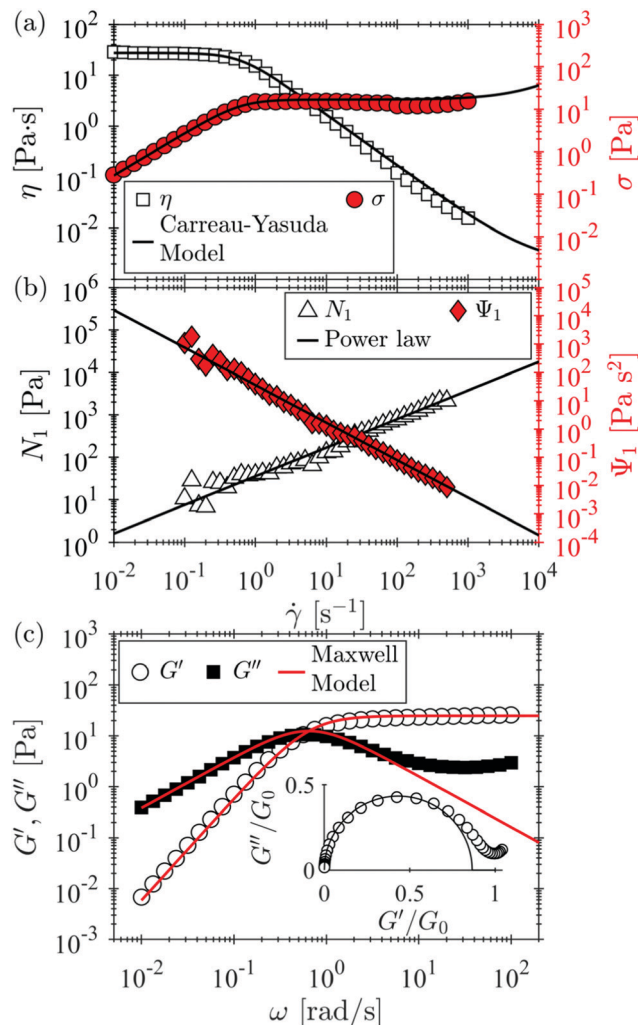 (a)
10^2
10^1
10^0
10^-1
10^-2
η [Pa·s]
10^3
10^2
10^1
10^0
10^-1
10^-2
σ [Pa]
η
σ
Carreau-Yasuda
Model
(b)
10^6
10^5
10^4
10^3
10^2
10^1
10^0
N_1 [Pa]
10^5
10^4
10^3
10^2
10^1
10^0
10^-1
10^-2
10^-3
10^-4
Ψ_1 [Pa s^2]
N_1
Ψ_1
Power law
10^-2
10^-1
10^0
10^1
10^2
10^3
10^4
γ̇ [s^-1]
(c)
10^3
10^2
10^1
10^0
10^-1
10^-2
10^-3
G′, G″ [Pa]
G′
G″
Maxwell
Model
0.5
0
G″/G_0
0
1
G′/G_0
10^-2
10^-1
10^0
10^1
10^2
ω [rad/s]